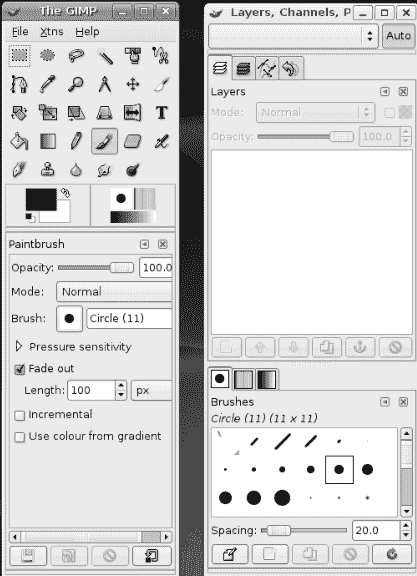 The GIMP
File Xtns Help
Paintbrush
Opacity: 100.0
Mode: Normal
Brush: Circle (11)
Pressure sensitivity
Fade out
Length: 100 px
Incremental
Use colour from gradient
Layers, Channels, P
Auto
Layers
Mode: Normal
Opacity: 100.0
Brushes
Circle (11) (11 x 11)
Spacing: 20.0